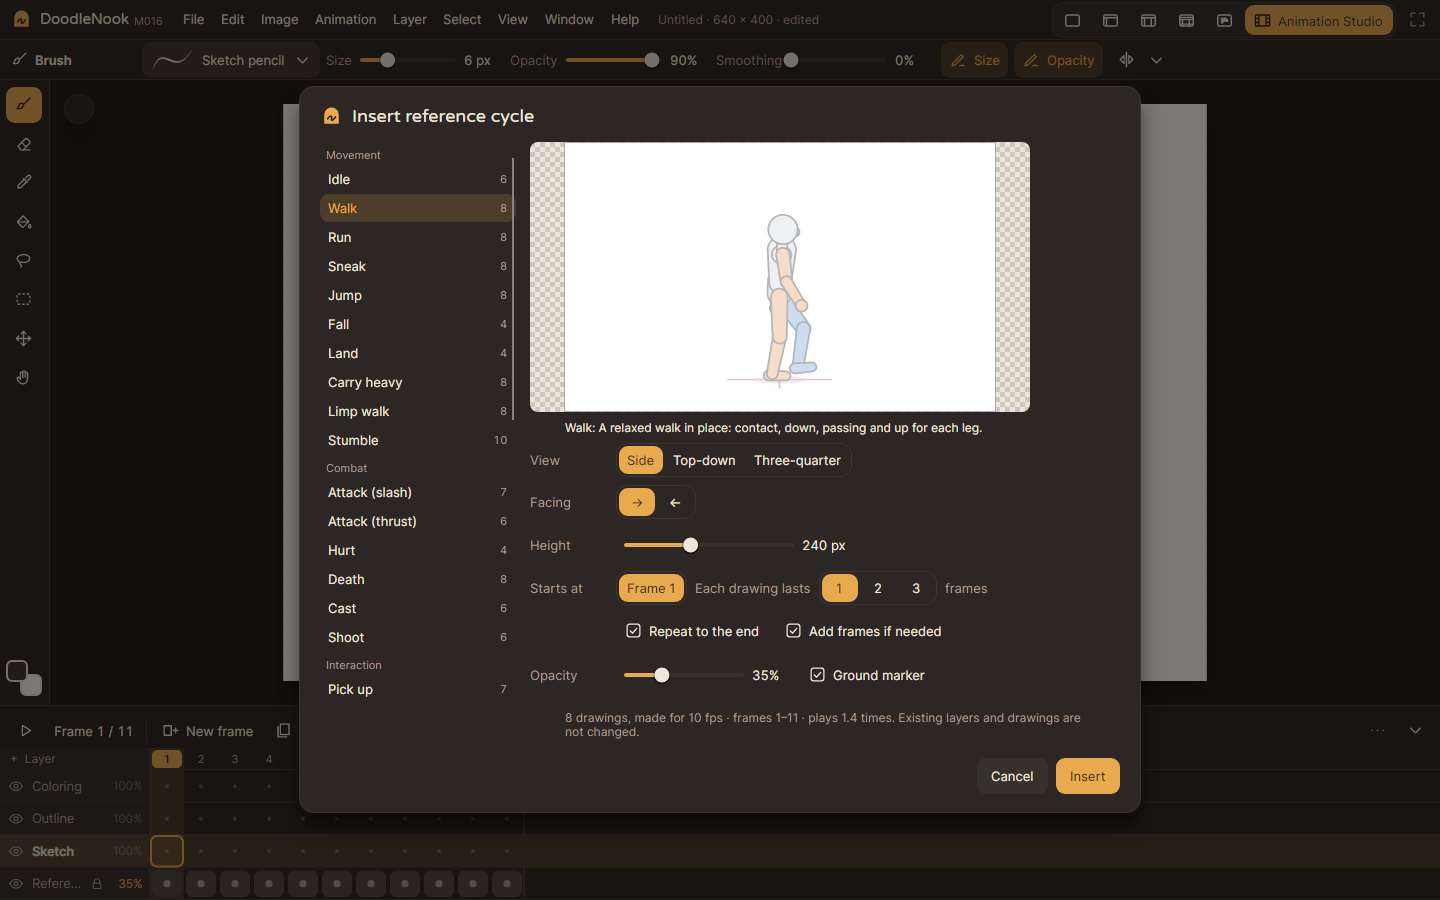 DoodleNook M016 File Edit Image Animation Layer Select View Window Help Untitled · 640 × 400 · edited Animation Studio
Brush Sketch pencil Size 6 px Opacity 90% Smoothing 0% Size Opacity
Insert reference cycle
Movement
Idle 6
Walk 8
Run 8
Sneak 8
Jump 8
Fall 4
Land 4
Carry heavy 8
Limp walk 8
Stumble 10
Combat
Attack (slash) 7
Attack (thrust) 6
Hurt 4
Death 8
Cast 6
Shoot 6
Interaction
Pick up 7
Walk: A relaxed walk in place: contact, down, passing and up for each leg.
View Side Top-down Three-quarter
Facing → ←
Height 240 px
Starts at Frame 1 Each drawing lasts 1 2 3 frames
Repeat to the end Add frames if needed
Opacity 35% Ground marker
8 drawings, made for 10 fps · frames 1–11 · plays 1.4 times. Existing layers and drawings are
not changed.
Cancel Insert
Frame 1 / 11 New frame ...
+ Layer 1 2 3 4
Coloring 100%
Outline 100%
Sketch 100%
Refere... 35%